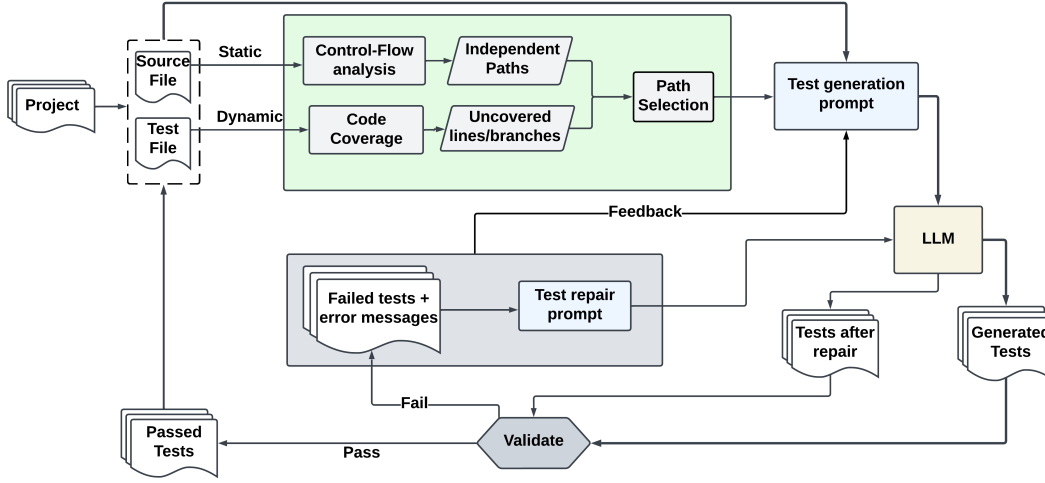 Project
Source
File
Test
File
Static
Dynamic
Control-Flow
analysis
Independent
Paths
Code
Coverage
Uncovered
lines/branches
Path
Selection
Test generation
prompt
Feedback
LLM
Failed tests +
error messages
Test repair
prompt
Tests after
repair
Generated
Tests
Fail
Validate
Pass
Passed
Tests